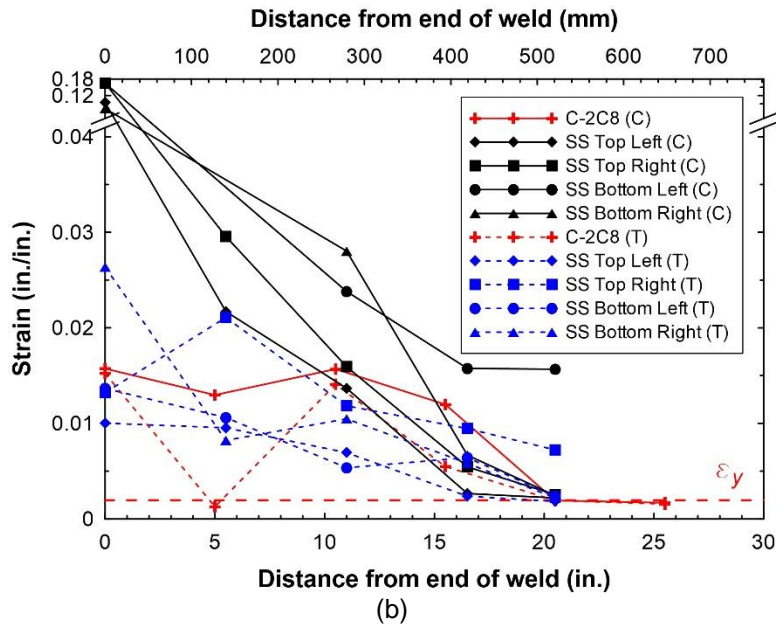 Distance from end of weld (mm)
0 100 200 300 400 500 600 700
0.18
0.12
0.04
0.03
0.02
0.01
0
Strain (in./in.)
C-2C8 (C)
SS Top Left (C)
SS Top Right (C)
SS Bottom Left (C)
SS Bottom Right (C)
C-2C8 (T)
SS Top Left (T)
SS Top Right (T)
SS Bottom Left (T)
SS Bottom Right (T)
εy
0 5 10 15 20 25 30
Distance from end of weld (in.)
(b)